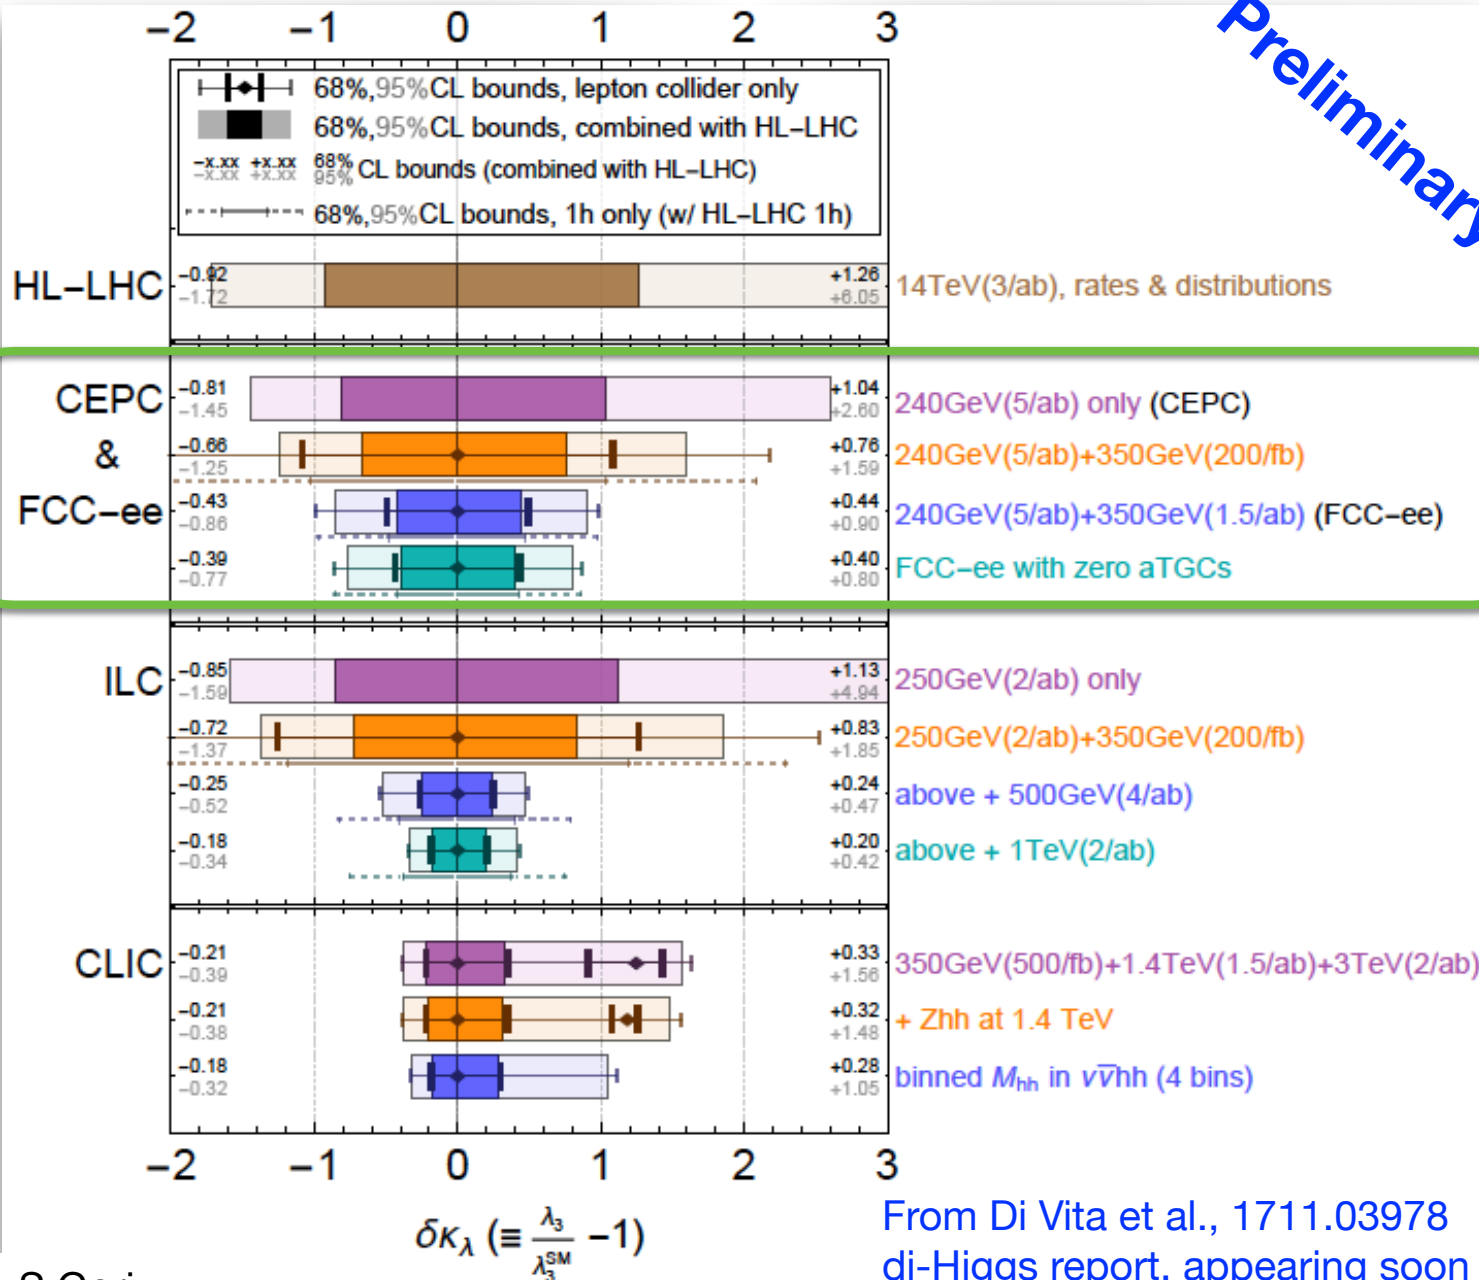 −2 −1 0 1 2 3
Preliminary
68%,95%CL bounds, lepton collider only
68%,95%CL bounds, combined with HL−LHC
−x.xx +x.xx 68% CL bounds (combined with HL−LHC)
−x.xx +x.xx 95%
68%,95%CL bounds, 1h only (w/ HL−LHC 1h)
HL−LHC −0.92 +1.26 14TeV(3/ab), rates & distributions
−1.72 +6.05
CEPC −0.81 +1.04 240GeV(5/ab) only (CEPC)
−1.45 +2.60
& −0.66 +0.76 240GeV(5/ab)+350GeV(200/fb)
−1.25 +1.59
FCC−ee −0.43 +0.44 240GeV(5/ab)+350GeV(1.5/ab) (FCC−ee)
−0.86 +0.90
−0.39 +0.40 FCC−ee with zero aTGCs
−0.77 +0.80
ILC −0.85 +1.13 250GeV(2/ab) only
−1.59 +4.94
−0.72 +0.83 250GeV(2/ab)+350GeV(200/fb)
−1.37 +1.85
−0.25 +0.24 above + 500GeV(4/ab)
−0.52 +0.47
−0.18 +0.20 above + 1TeV(2/ab)
−0.34 +0.42
CLIC −0.21 +0.33 350GeV(500/fb)+1.4TeV(1.5/ab)+3TeV(2/ab)
−0.39 +1.56
−0.21 +0.32 + Zhh at 1.4 TeV
−0.38 +1.48
−0.18 +0.28 binned Mhh in νν̄hh (4 bins)
−0.32 +1.05
−2 −1 0 1 2 3
δκλ (≡ λ3/λ3SM −1)
From Di Vita et al., 1711.03978
di-Higgs report, appearing soon